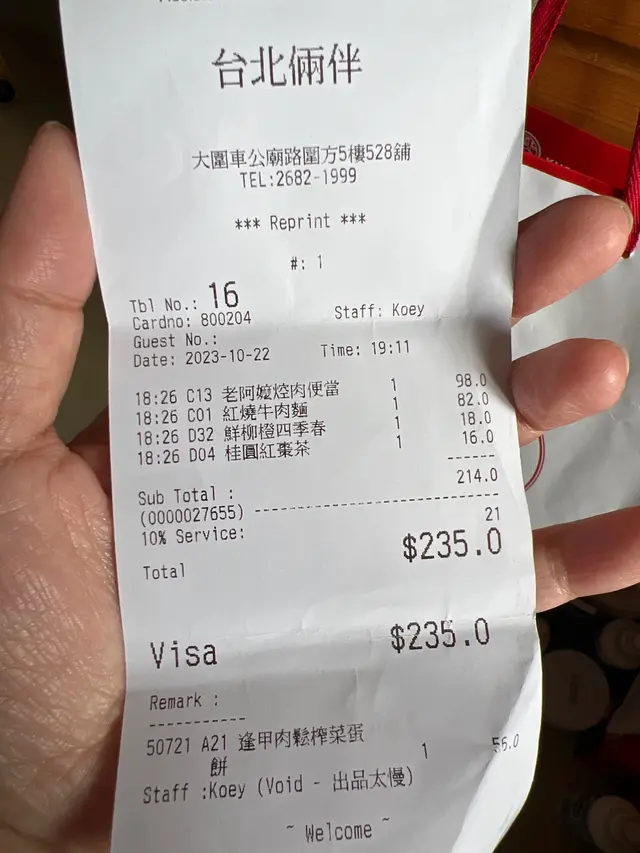 台北倆伴
大圍車公廟路圍方5樓528舖
TEL:2682-1999
*** Reprint ***
#: 1
Tbl No.: 16
Cardno: 800204 Staff: Koey
Guest No.:
Date: 2023-10-22 Time: 19:11
18:26 C13 老阿嬤焢肉便當 1 98.0
18:26 C01 紅燒牛肉麵 1 82.0
18:26 D32 鮮柳橙四季春 1 18.0
18:26 D04 桂圓紅棗茶 1 16.0
------
Sub Total : 214.0
(0000027655) ----------------------------
10% Service: 21
Total $235.0
Visa $235.0
Remark :
-----------
50721 A21 逢甲肉鬆榨菜蛋 1 56.0
餅
Staff :Koey (Void - 出品太慢)
~ Welcome ~